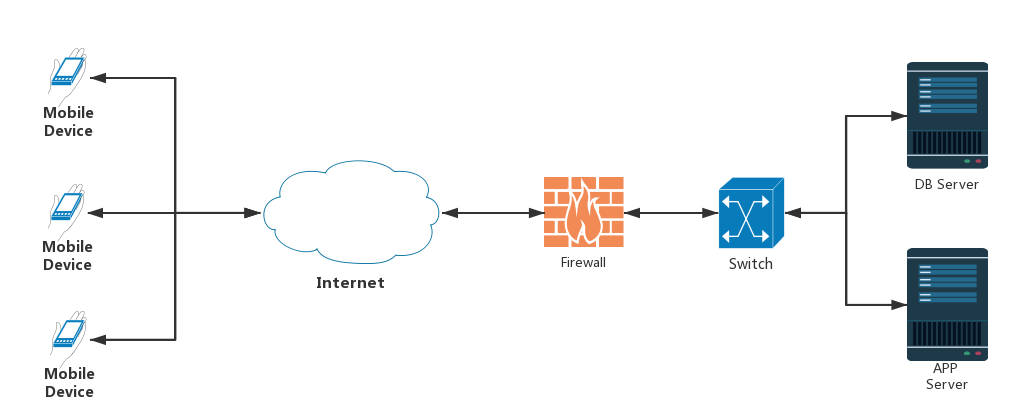 Mobile
Device
Mobile
Device
Mobile
Device
Internet
Firewall
Switch
DB Server
APP
Server